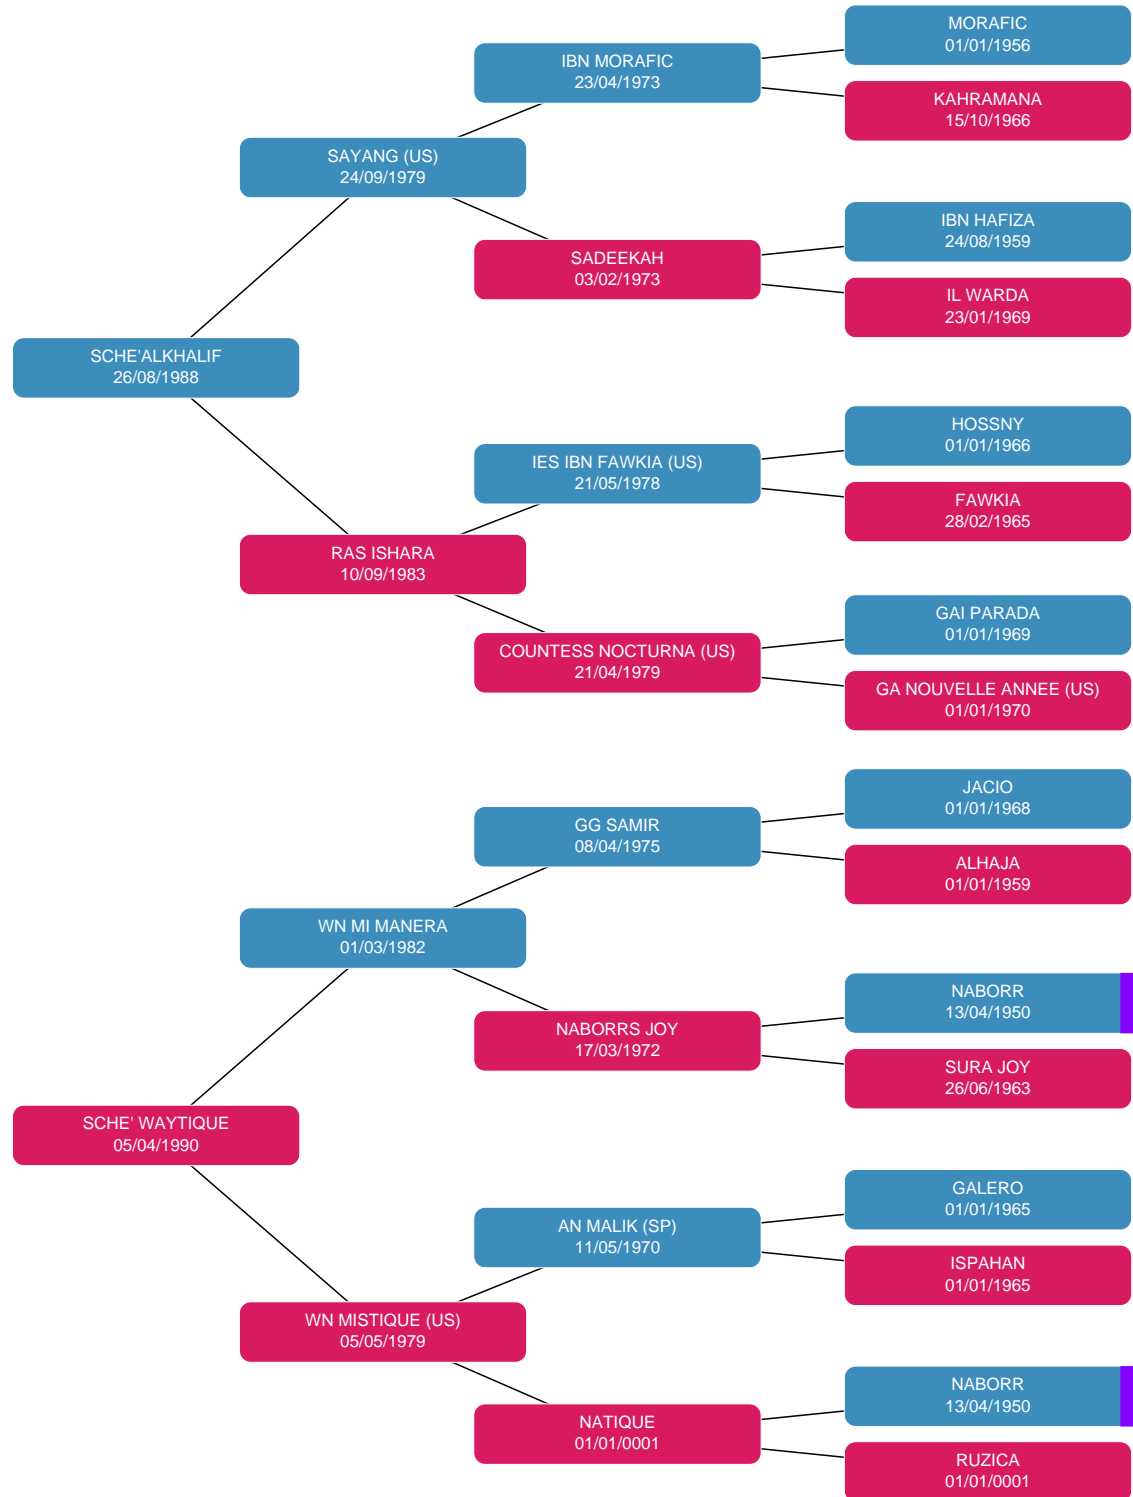 MORAFIC
01/01/1956
IBN MORAFIC
23/04/1973
KAHRAMANA
15/10/1966
SAYANG (US)
24/09/1979
IBN HAFIZA
24/08/1959
SADEEKAH
03/02/1973
IL WARDA
23/01/1969
SCHE'ALKHALIF
26/08/1988
HOSSNY
01/01/1966
IES IBN FAWKIA (US)
21/05/1978
FAWKIA
28/02/1965
RAS ISHARA
10/09/1983
GAI PARADA
01/01/1969
COUNTESS NOCTURNA (US)
21/04/1979
GA NOUVELLE ANNEE (US)
01/01/1970
JACIO
01/01/1968
GG SAMIR
08/04/1975
ALHAJA
01/01/1959
WN MI MANERA
01/03/1982
NABORR
13/04/1950
NABORRS JOY
17/03/1972
SURA JOY
26/06/1963
SCHE' WAYTIQUE
05/04/1990
GALERO
01/01/1965
AN MALIK (SP)
11/05/1970
ISPAHAN
01/01/1965
WN MISTIQUE (US)
05/05/1979
NABORR
13/04/1950
NATIQUE
01/01/0001
RUZICA
01/01/0001